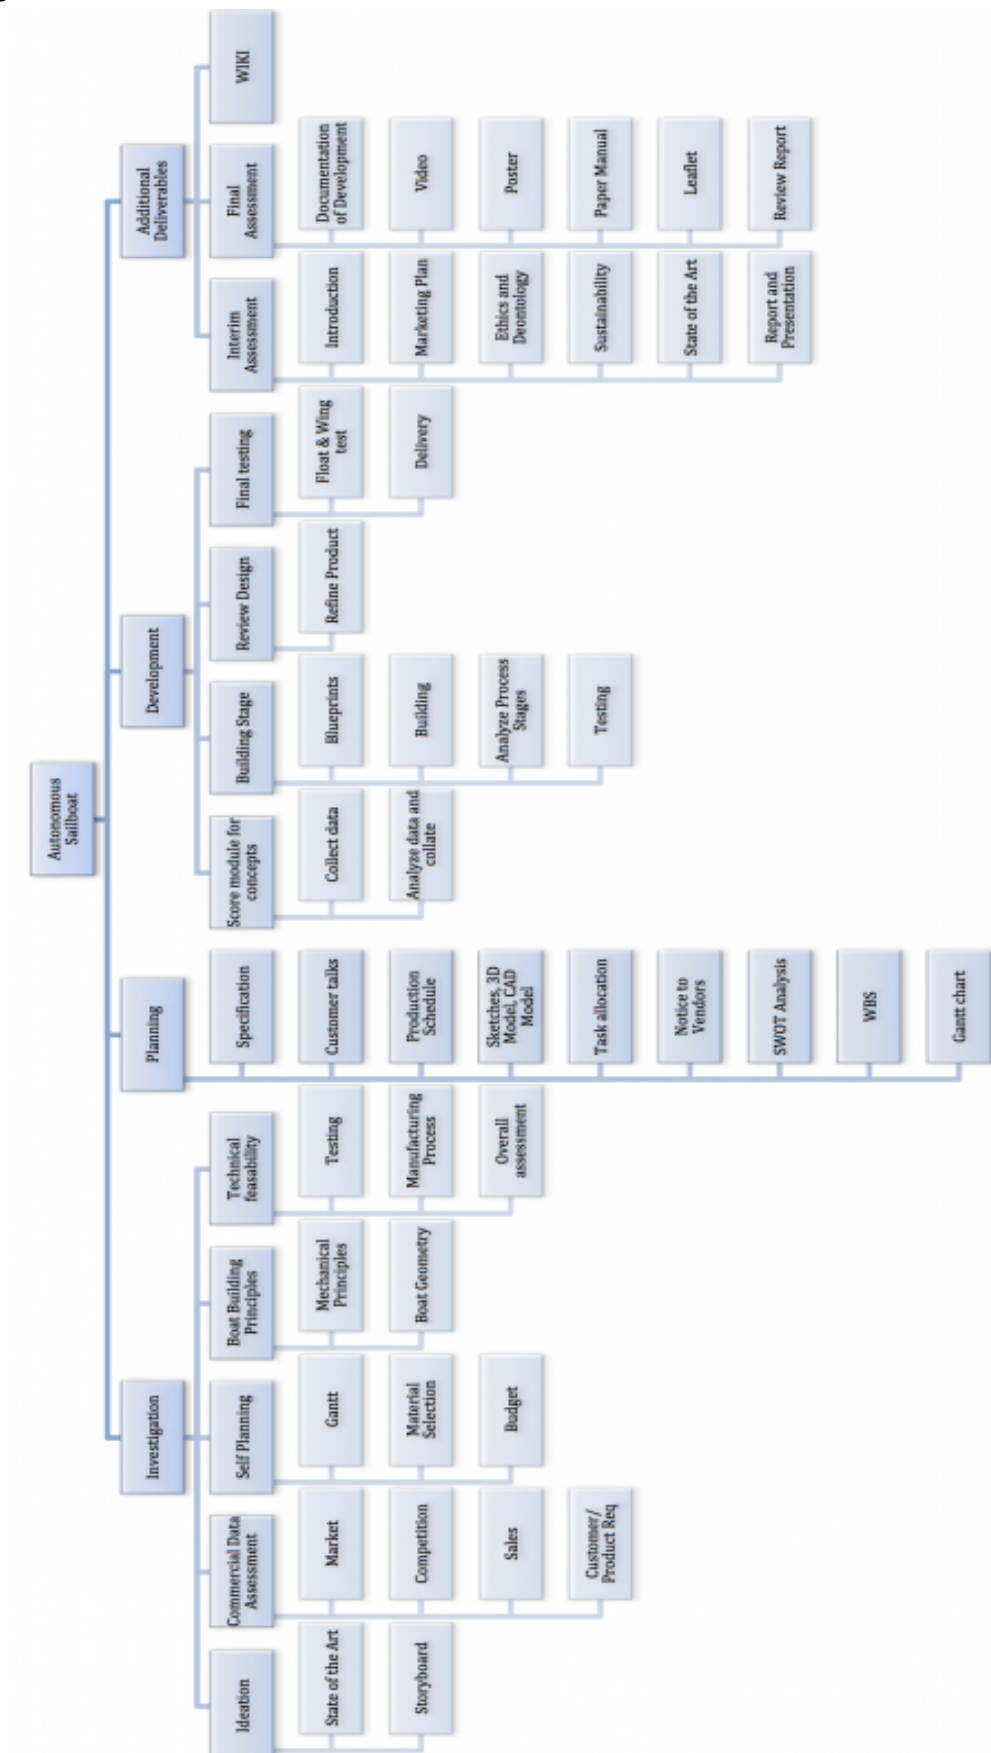 Autonomous
Sailboat
Investigation
Ideation
State of the Art
Storyboard
Commercial Data
Assessment
Market
Competition
Sales
Customer/
Product Req
Self Planning
Gantt
Material
Selection
Budget
Boat Building
Principles
Mechanical
Principles
Boat Geometry
Technical
feasability
Testing
Manufacturing
Process
Overall
assessment
Planning
Specification
Customer talks
Production
Schedule
Sketches, 3D
Model, CAD
Model
Task allocation
Notice to
Vendors
SWOT Analysis
WBS
Gantt chart
Development
Score module for
concepts
Collect data
Analyze data and
collate
Building Stage
Blueprints
Building
Analyze Process
Stages
Testing
Review Design
Refine Product
Final testing
Float & Wing
test
Delivery
Additional
Deliverables
Interim
Assessment
Introduction
Marketing Plan
Ethics and
Deontology
Sustainability
State of the Art
Report and
Presentation
Final
Assessment
Documentation
of Development
Video
Poster
Paper Manual
Leaflet
Review Report
WIKI